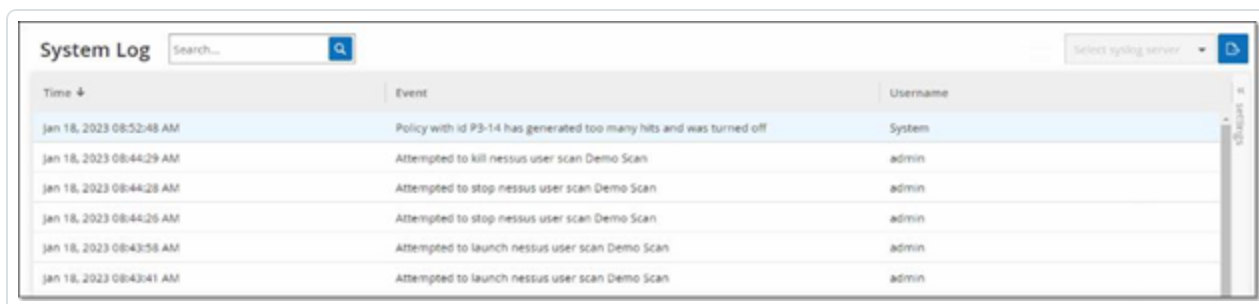 System Log Search... Select syslog server
Time Event Username
Jan 18, 2023 08:52:48 AM Policy with id P3-14 has generated too many hits and was turned off System
Jan 18, 2023 08:44:29 AM Attempted to kill nessus user scan Demo Scan admin
Jan 18, 2023 08:44:28 AM Attempted to stop nessus user scan Demo Scan admin
Jan 18, 2023 08:44:26 AM Attempted to stop nessus user scan Demo Scan admin
Jan 18, 2023 08:43:58 AM Attempted to launch nessus user scan Demo Scan admin
Jan 18, 2023 08:43:41 AM Attempted to launch nessus user scan Demo Scan admin
settings